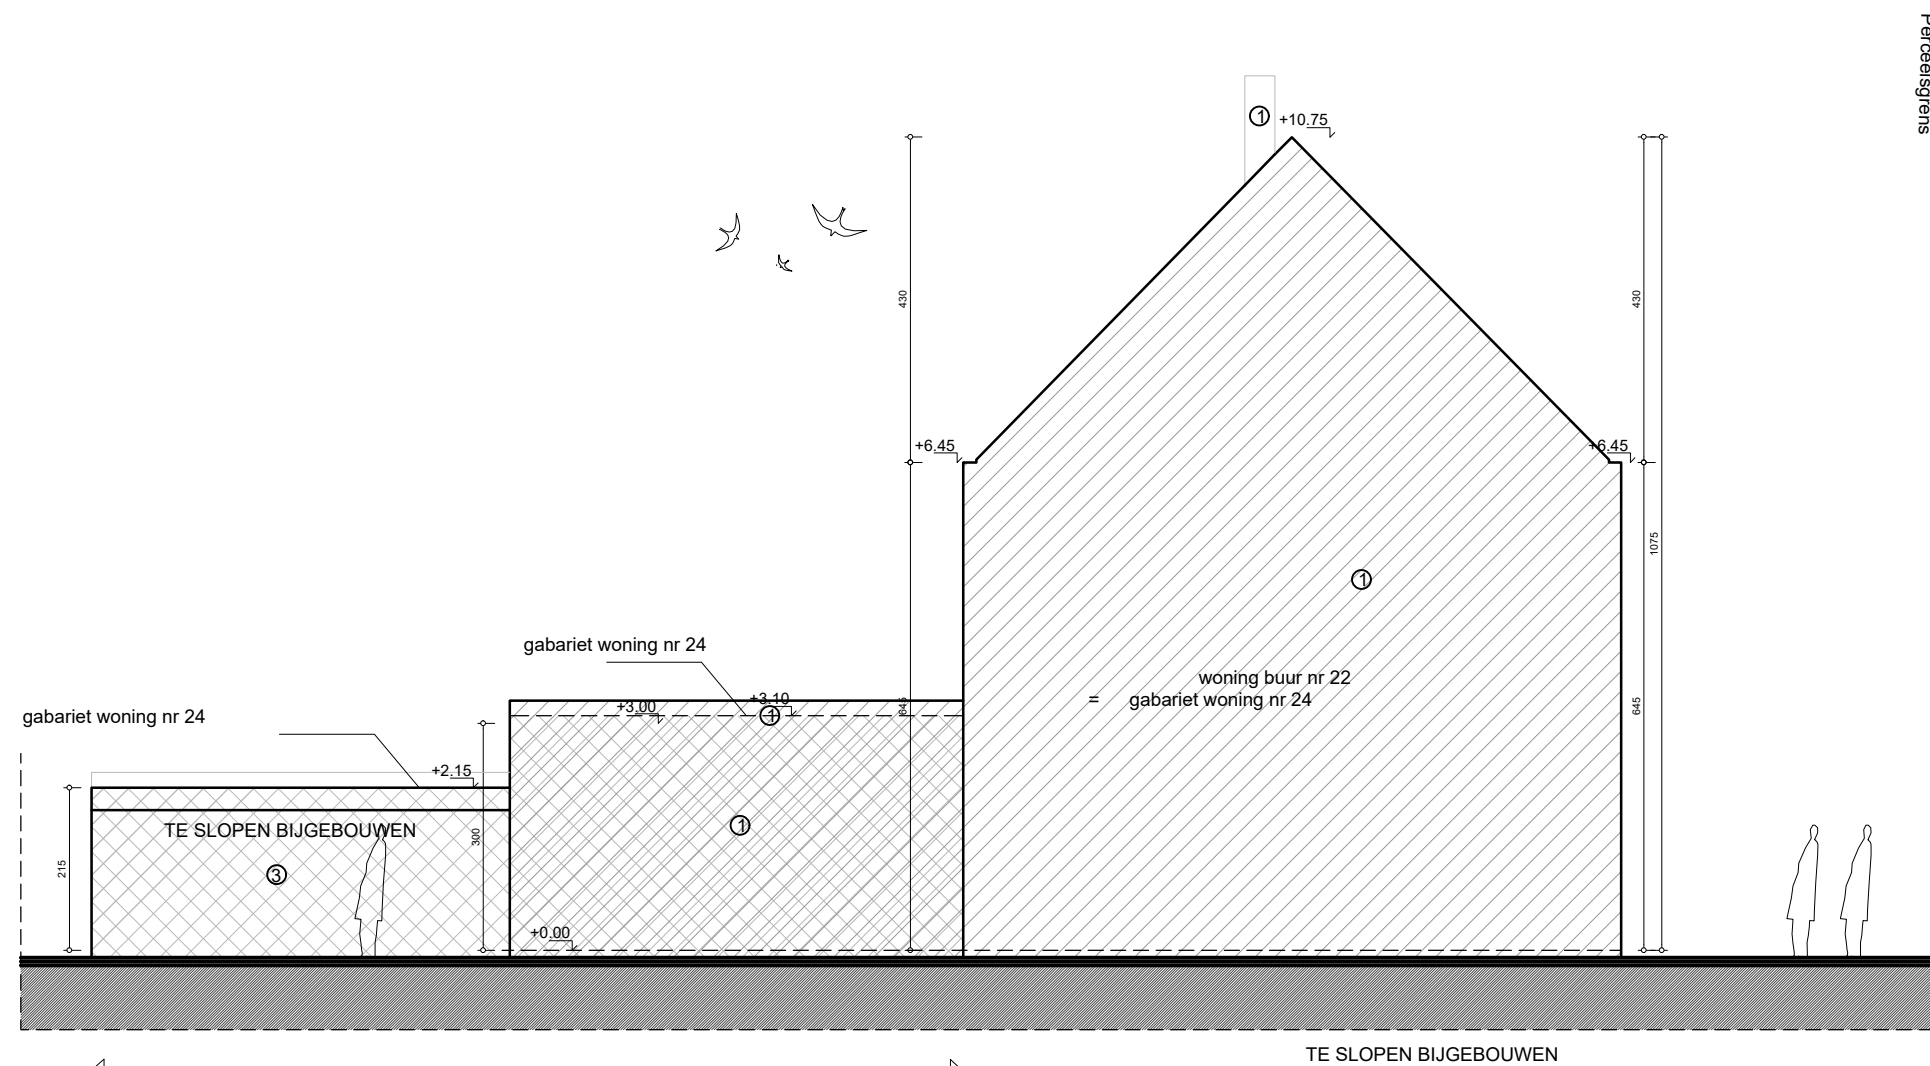 Perceelsgrens
1
+10.75
430
430
+6.45
+6.45
1075
1
gabariet woning nr 24
woning buur nr 22
= gabariet woning nr 24
+3.10
+3.00
645
645
1
gabariet woning nr 24
+2.15
TE SLOPEN BIJGEBOUWEN
300
1
215
3
+0.00
TE SLOPEN BIJGEBOUWEN